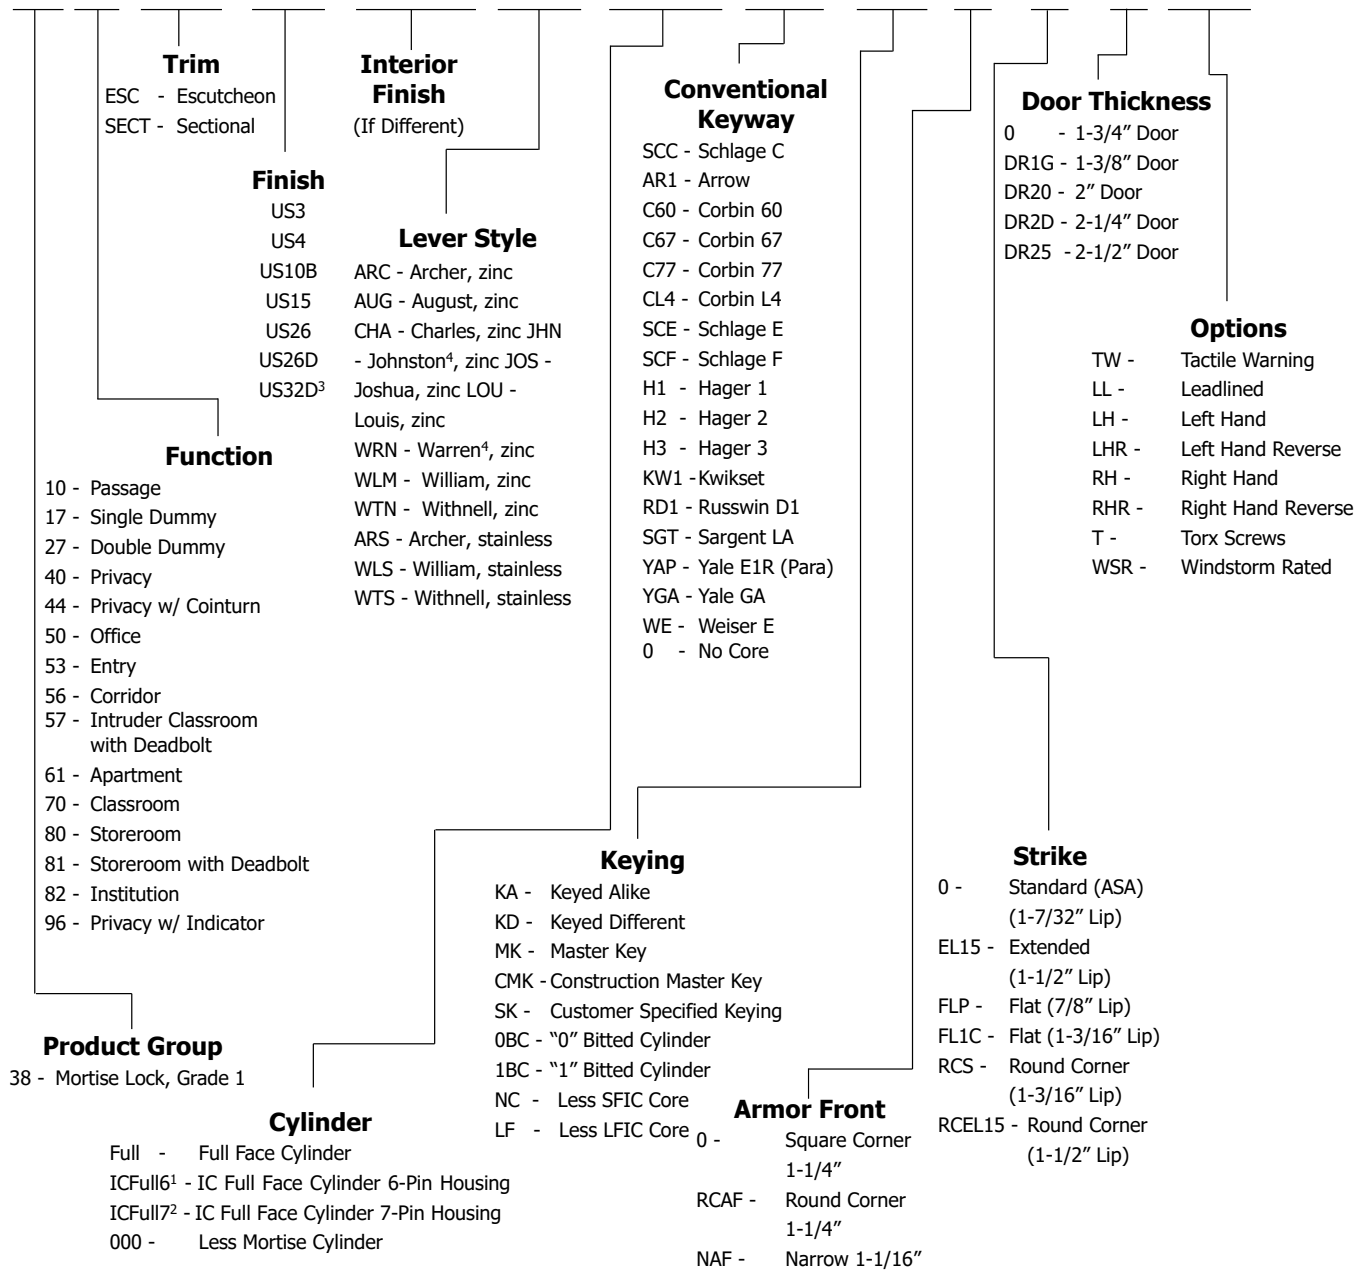 Trim
ESC - Escutcheon
SECT - Sectional
Interior
Finish
(If Different)
Conventional
Keyway
SCC - Schlage C
AR1 - Arrow
C60 - Corbin 60
C67 - Corbin 67
C77 - Corbin 77
CL4 - Corbin L4
SCE - Schlage E
SCF - Schlage F
H1 - Hager 1
H2 - Hager 2
H3 - Hager 3
KW1 - Kwikset
RD1 - Russwin D1
SGT - Sargent LA
YAP - Yale E1R (Para)
YGA - Yale GA
WE - Weiser E
0 - No Core
Door Thickness
0 - 1-3/4″ Door
DR1G - 1-3/8″ Door
DR20 - 2″ Door
DR2D - 2-1/4″ Door
DR25 - 2-1/2″ Door
Finish
US3
US4
US10B
US15
US26
US26D
US32D³
Lever Style
ARC - Archer, zinc
AUG - August, zinc
CHA - Charles, zinc JHN
- Johnston⁴, zinc JOS -
Joshua, zinc LOU -
Louis, zinc
WRN - Warren⁴, zinc
WLM - William, zinc
WTN - Withnell, zinc
ARS - Archer, stainless
WLS - William, stainless
WTS - Withnell, stainless
Options
TW - Tactile Warning
LL - Leadlined
LH - Left Hand
LHR - Left Hand Reverse
RH - Right Hand
RHR - Right Hand Reverse
T - Torx Screws
WSR - Windstorm Rated
Function
10 - Passage
17 - Single Dummy
27 - Double Dummy
40 - Privacy
44 - Privacy w/ Cointurn
50 - Office
53 - Entry
56 - Corridor
57 - Intruder Classroom
with Deadbolt
61 - Apartment
70 - Classroom
80 - Storeroom
81 - Storeroom with Deadbolt
82 - Institution
96 - Privacy w/ Indicator
Keying
KA - Keyed Alike
KD - Keyed Different
MK - Master Key
CMK - Construction Master Key
SK - Customer Specified Keying
0BC - “0” Bitted Cylinder
1BC - “1” Bitted Cylinder
NC - Less SFIC Core
LF - Less LFIC Core
Strike
0 - Standard (ASA)
(1-7/32″ Lip)
EL15 - Extended
(1-1/2″ Lip)
FLP - Flat (7/8″ Lip)
FL1C - Flat (1-3/16″ Lip)
RCS - Round Corner
(1-3/16″ Lip)
RCEL15 - Round Corner
(1-1/2″ Lip)
Product Group
38 - Mortise Lock, Grade 1
Cylinder
Full - Full Face Cylinder
ICFull6¹ - IC Full Face Cylinder 6-Pin Housing
ICFull7² - IC Full Face Cylinder 7-Pin Housing
000 - Less Mortise Cylinder
Armor Front
0 - Square Corner
1-1/4″
RCAF - Round Corner
1-1/4″
NAF - Narrow 1-1/16″